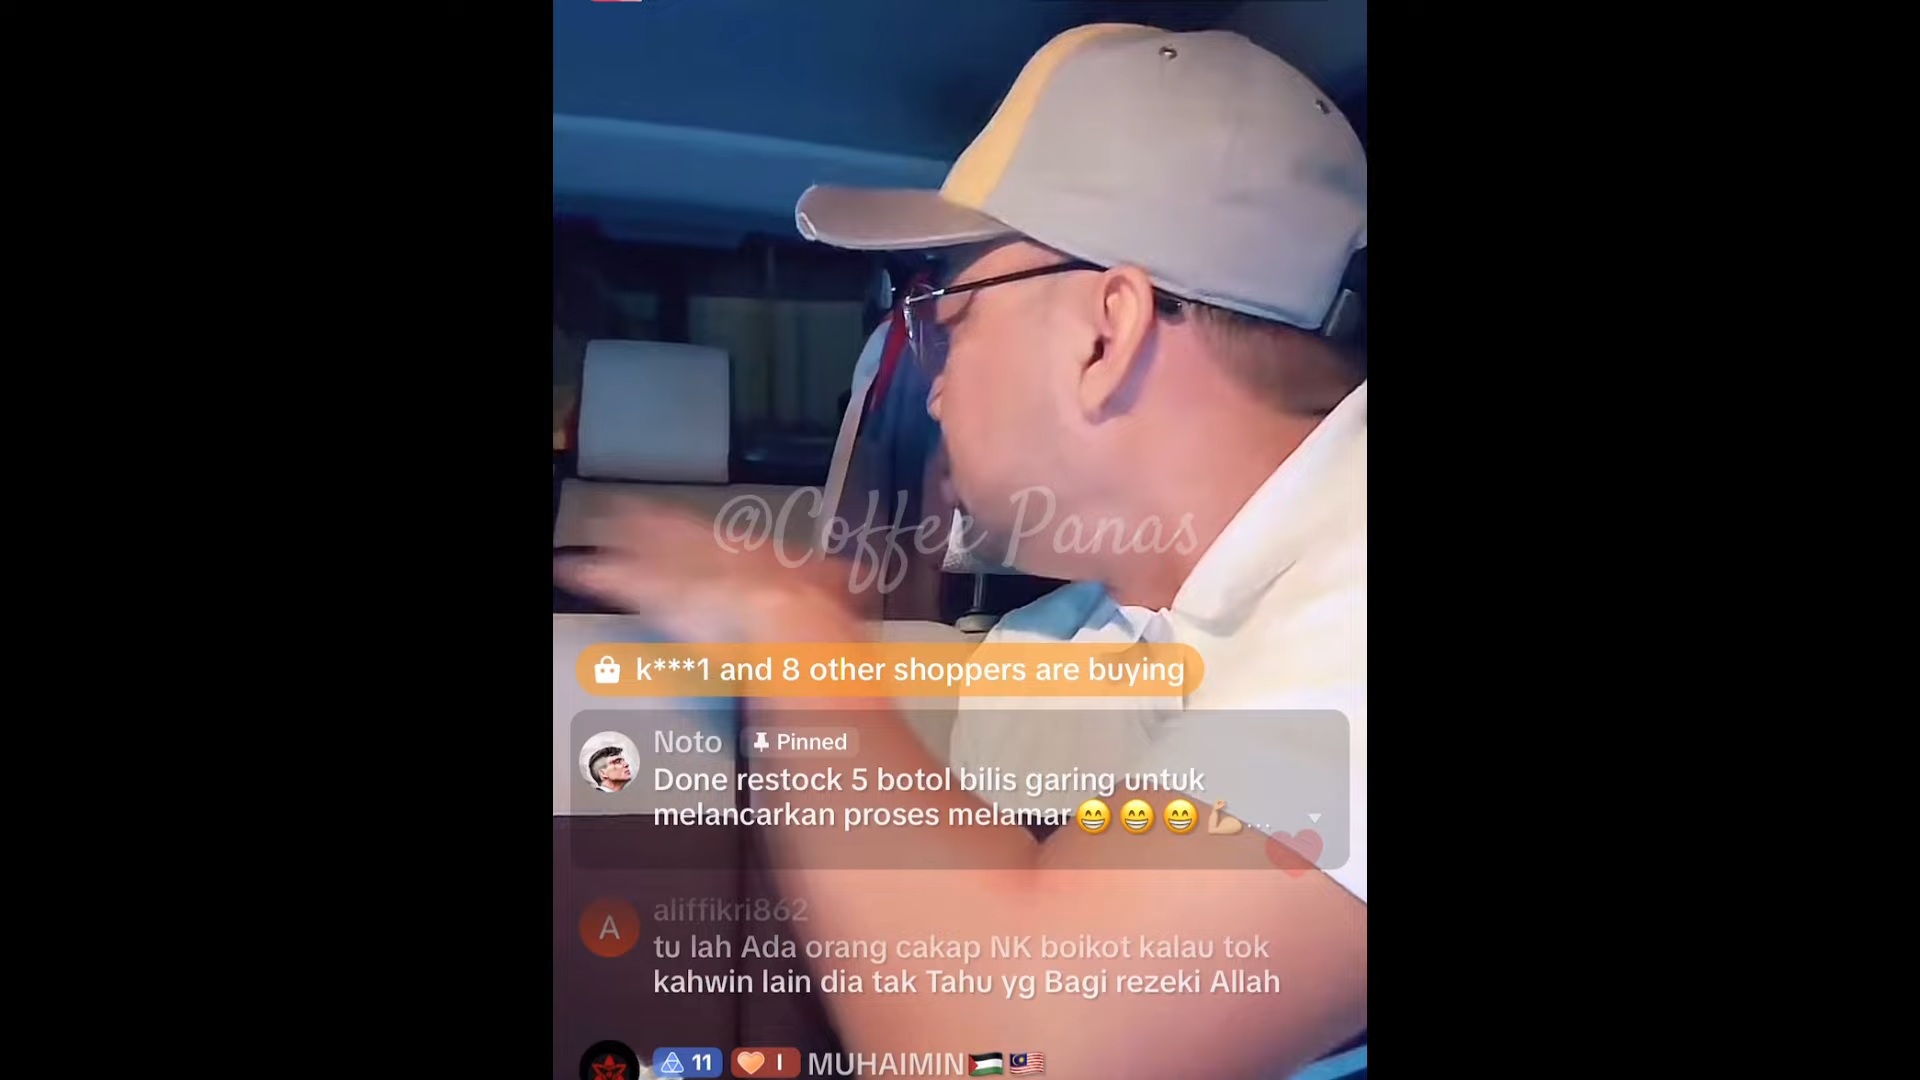 @Coffee Panas
k***1 and 8 other shoppers are buying
Noto Pinned
Done restock 5 botol bilis garing untuk
melancarkan proses melamar😁😁😁💪...
A aliffikri862
tu lah Ada orang cakap NK boikot kalau tok
kahwin lain dia tak Tahu yg Bagi rezeki Allah
11 I MUHAIMIN🇵🇸🇲🇾